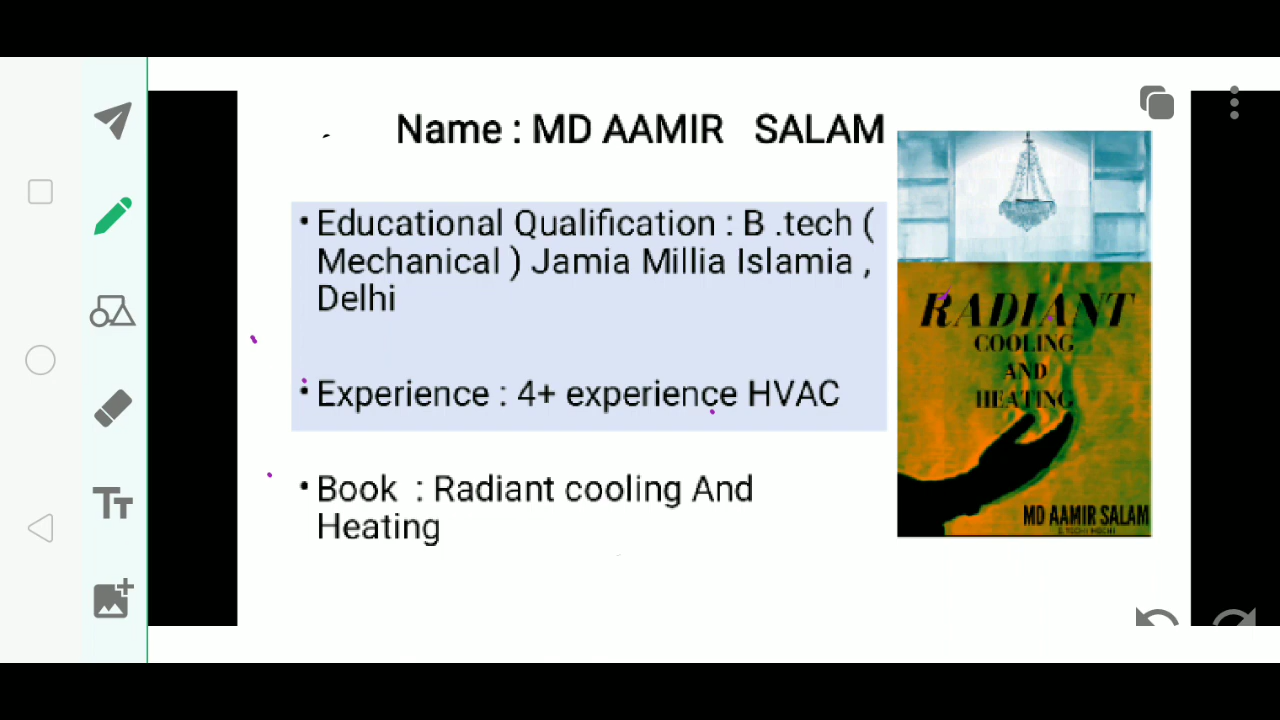 Name : MD AAMIR SALAM
• Educational Qualification : B .tech (
Mechanical ) Jamia Millia Islamia ,
Delhi
• Experience : 4+ experience HVAC
• Book : Radiant cooling And
Heating
RADIANT
COOLING
AND
HEATING
MD AAMIR SALAM
TT